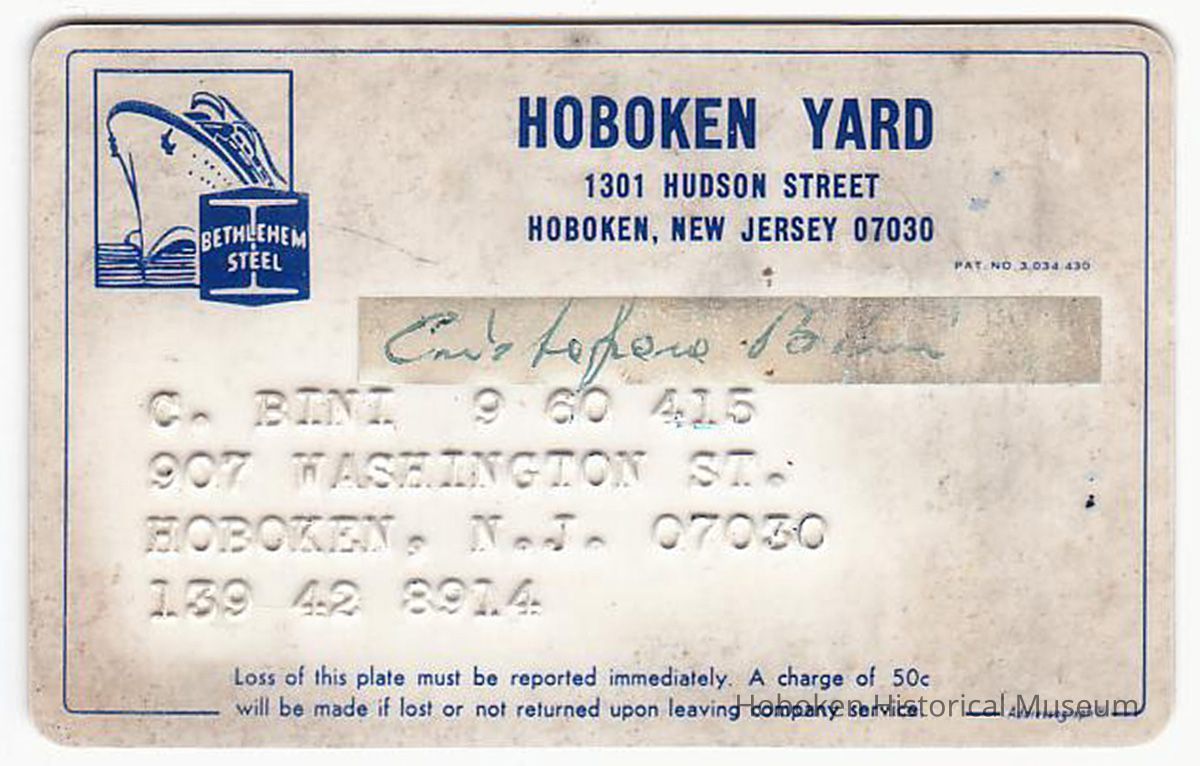 HOBOKEN YARD
1301 HUDSON STREET
HOBOKEN, NEW JERSEY 07030
BETHLEHEM
STEEL
PAT. NO. 3,034,430
Cristoforo Bini
C. BINI 9 60 415
907 WASHINGTON ST.
HOBOKEN, N.J. 07030
139 42 8914
Loss of this plate must be reported immediately. A charge of 50c
will be made if lost or not returned upon leaving company service.
Hoboken Historical Museum